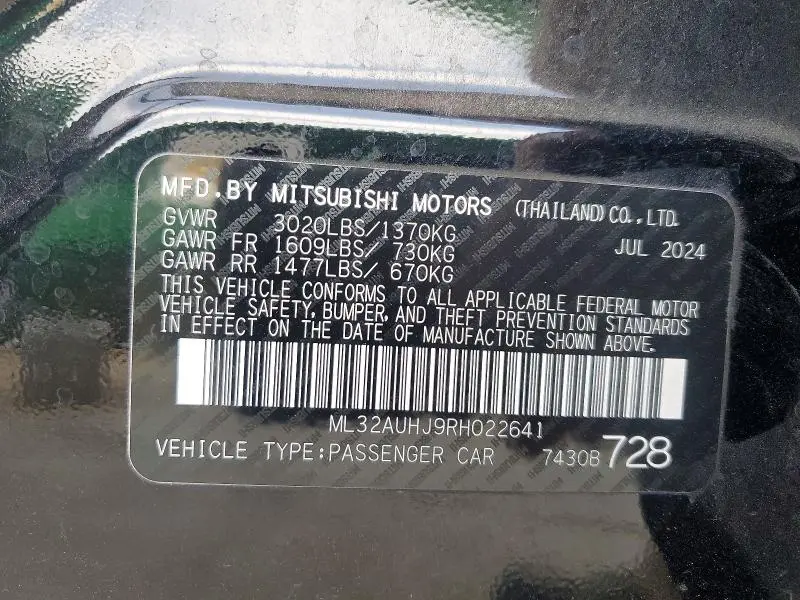 MFD.BY MITSUBISHI MOTORS (THAILAND)CO.,LTD.
GVWR 3020LBS/1370KG JUL 2024
GAWR FR 1609LBS/ 730KG
GAWR RR 1477LBS/ 670KG
THIS VEHICLE CONFORMS TO ALL APPLICABLE FEDERAL MOTOR
VEHICLE SAFETY, BUMPER, AND THEFT PREVENTION STANDARDS
IN EFFECT ON THE DATE OF MANUFACTURE SHOWN ABOVE.
ML32AUHJ9RH022641
VEHICLE TYPE:PASSENGER CAR 7430B 728